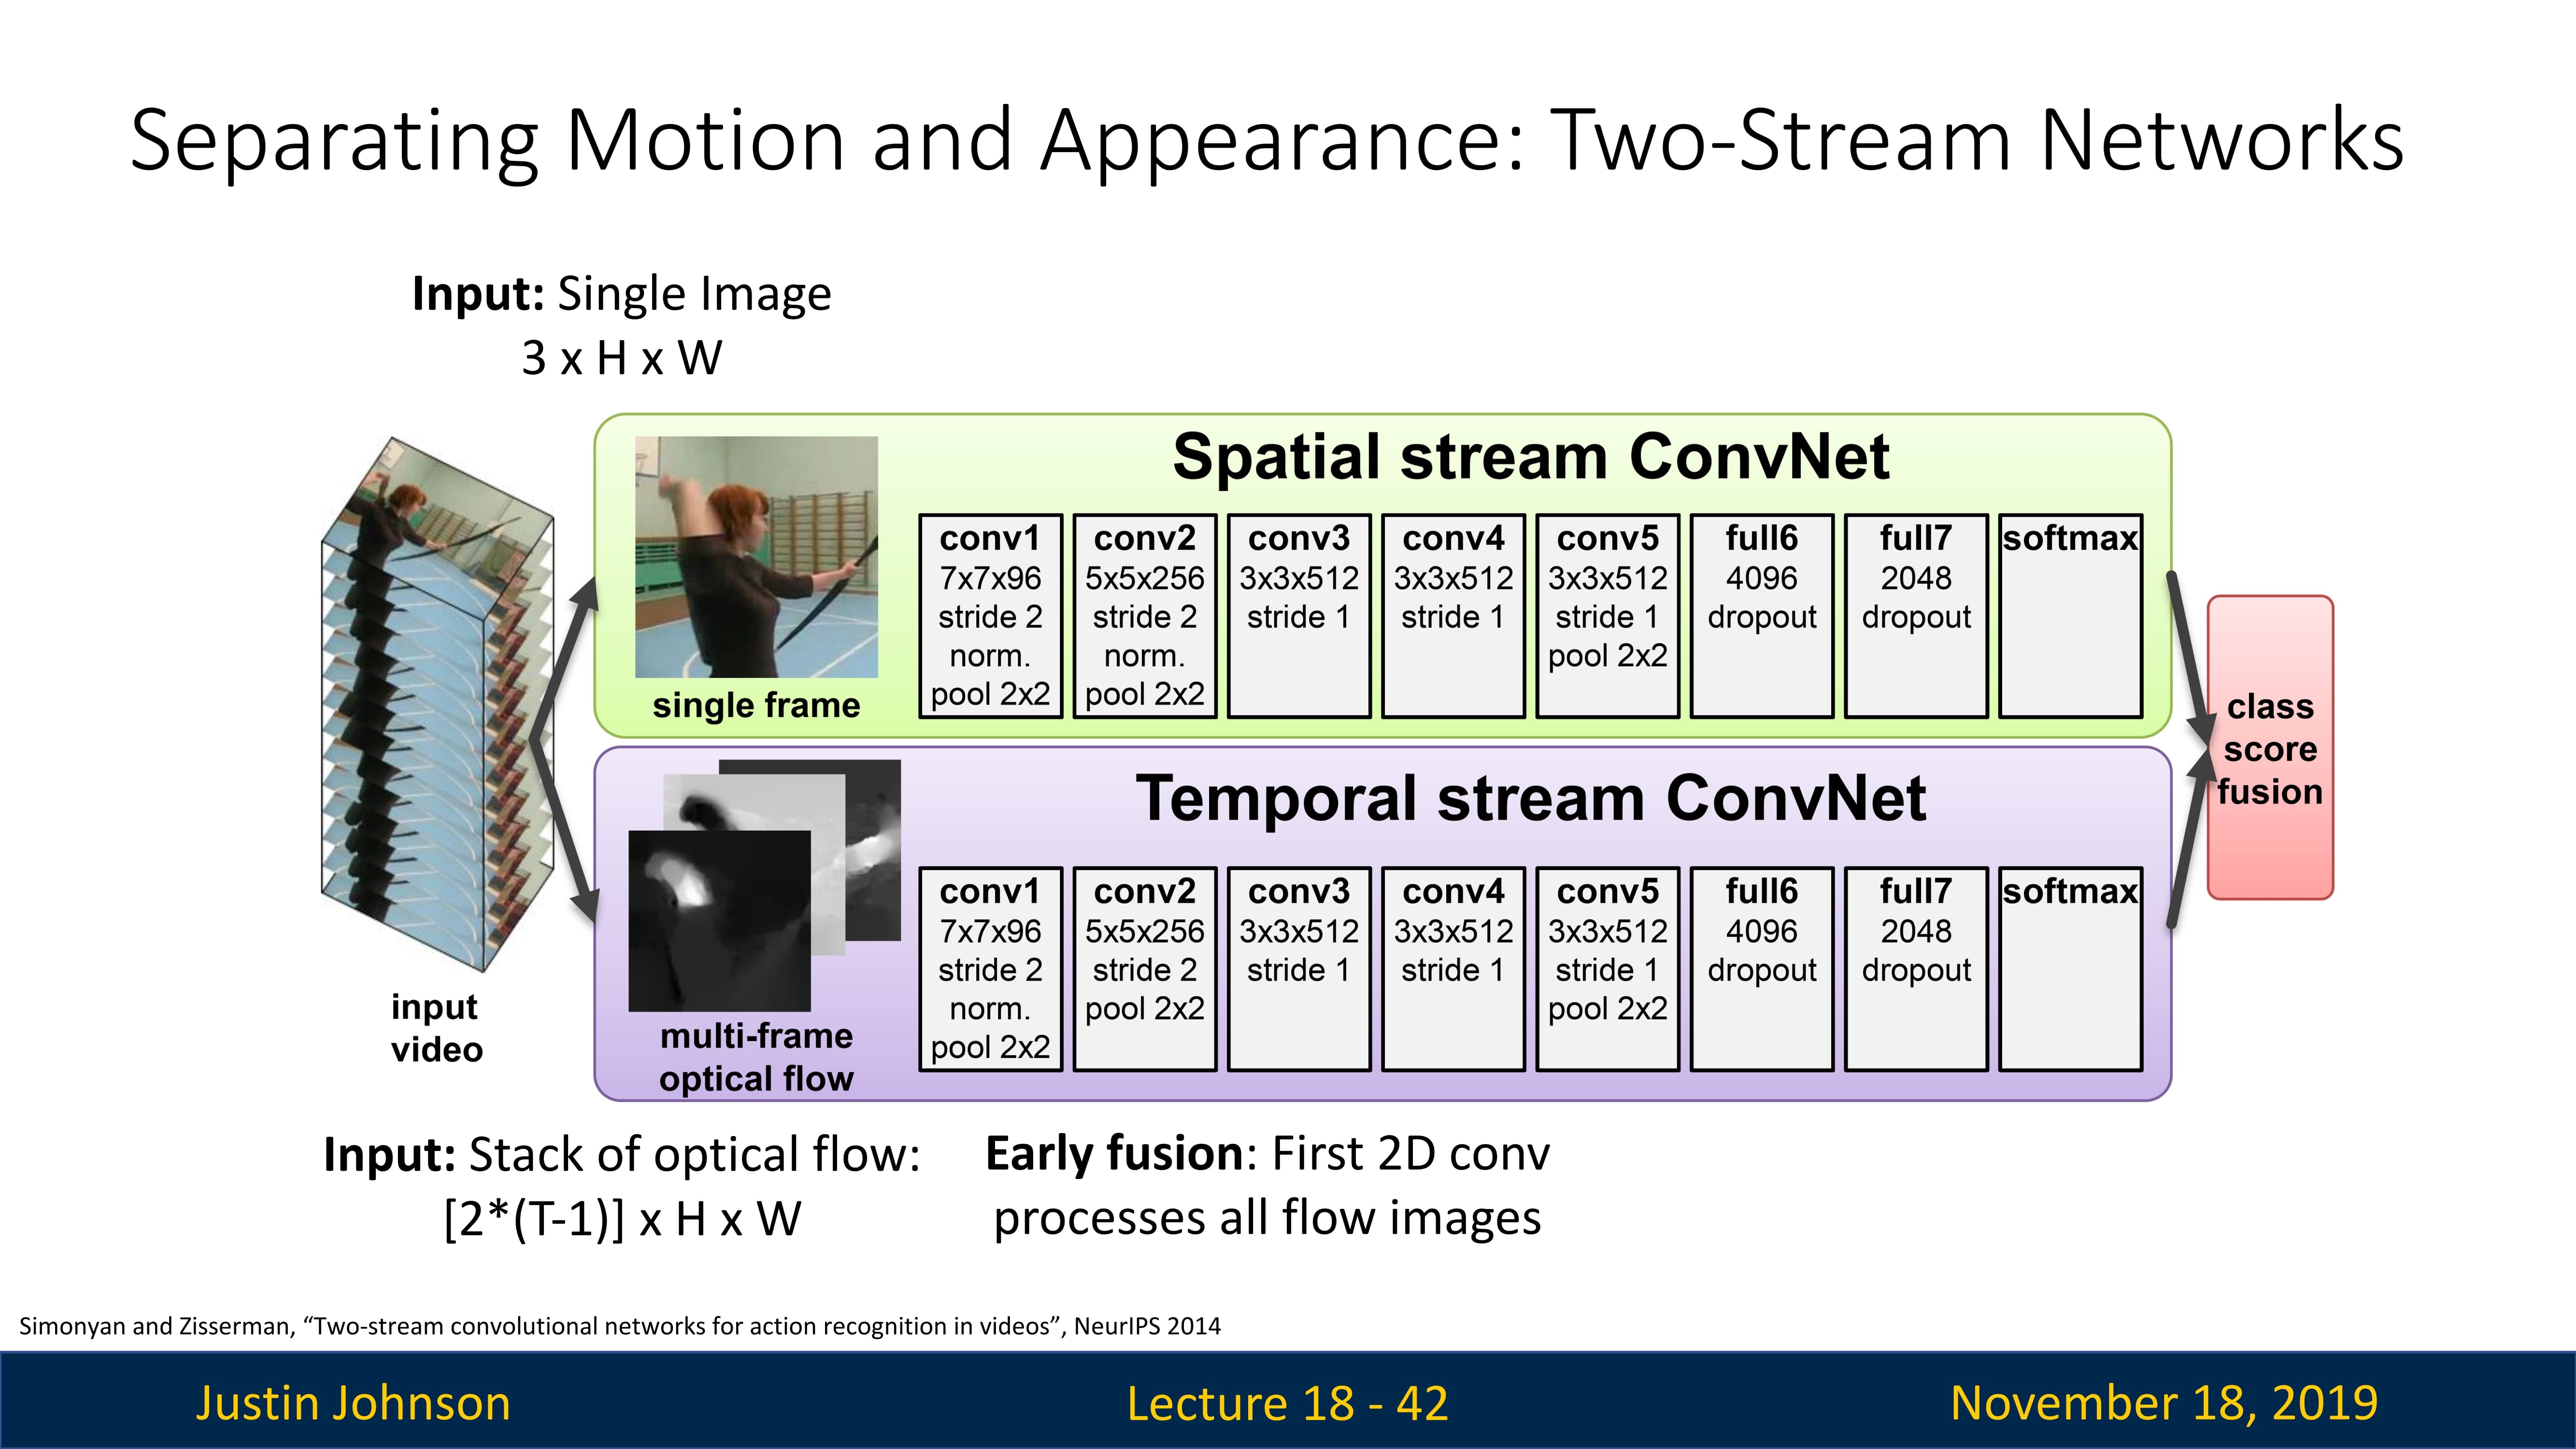 Separating Motion and Appearance: Two-Stream Networks
Input: Single Image
3 x H x W
Spatial stream ConvNet
single frame
conv1
7x7x96
stride 2
norm.
pool 2x2
conv2
5x5x256
stride 2
norm.
pool 2x2
conv3
3x3x512
stride 1
conv4
3x3x512
stride 1
conv5
3x3x512
stride 1
pool 2x2
full6
4096
dropout
full7
2048
dropout
softmax
Temporal stream ConvNet
multi-frame
optical flow
conv1
7x7x96
stride 2
norm.
pool 2x2
conv2
5x5x256
stride 2
pool 2x2
conv3
3x3x512
stride 1
conv4
3x3x512
stride 1
conv5
3x3x512
stride 1
pool 2x2
full6
4096
dropout
full7
2048
dropout
softmax
class
score
fusion
input
video
Input: Stack of optical flow:
[2*(T-1)] x H x W
Early fusion: First 2D conv
processes all flow images
Simonyan and Zisserman, “Two-stream convolutional networks for action recognition in videos”, NeurIPS 2014
Justin Johnson
Lecture 18 - 42
November 18, 2019